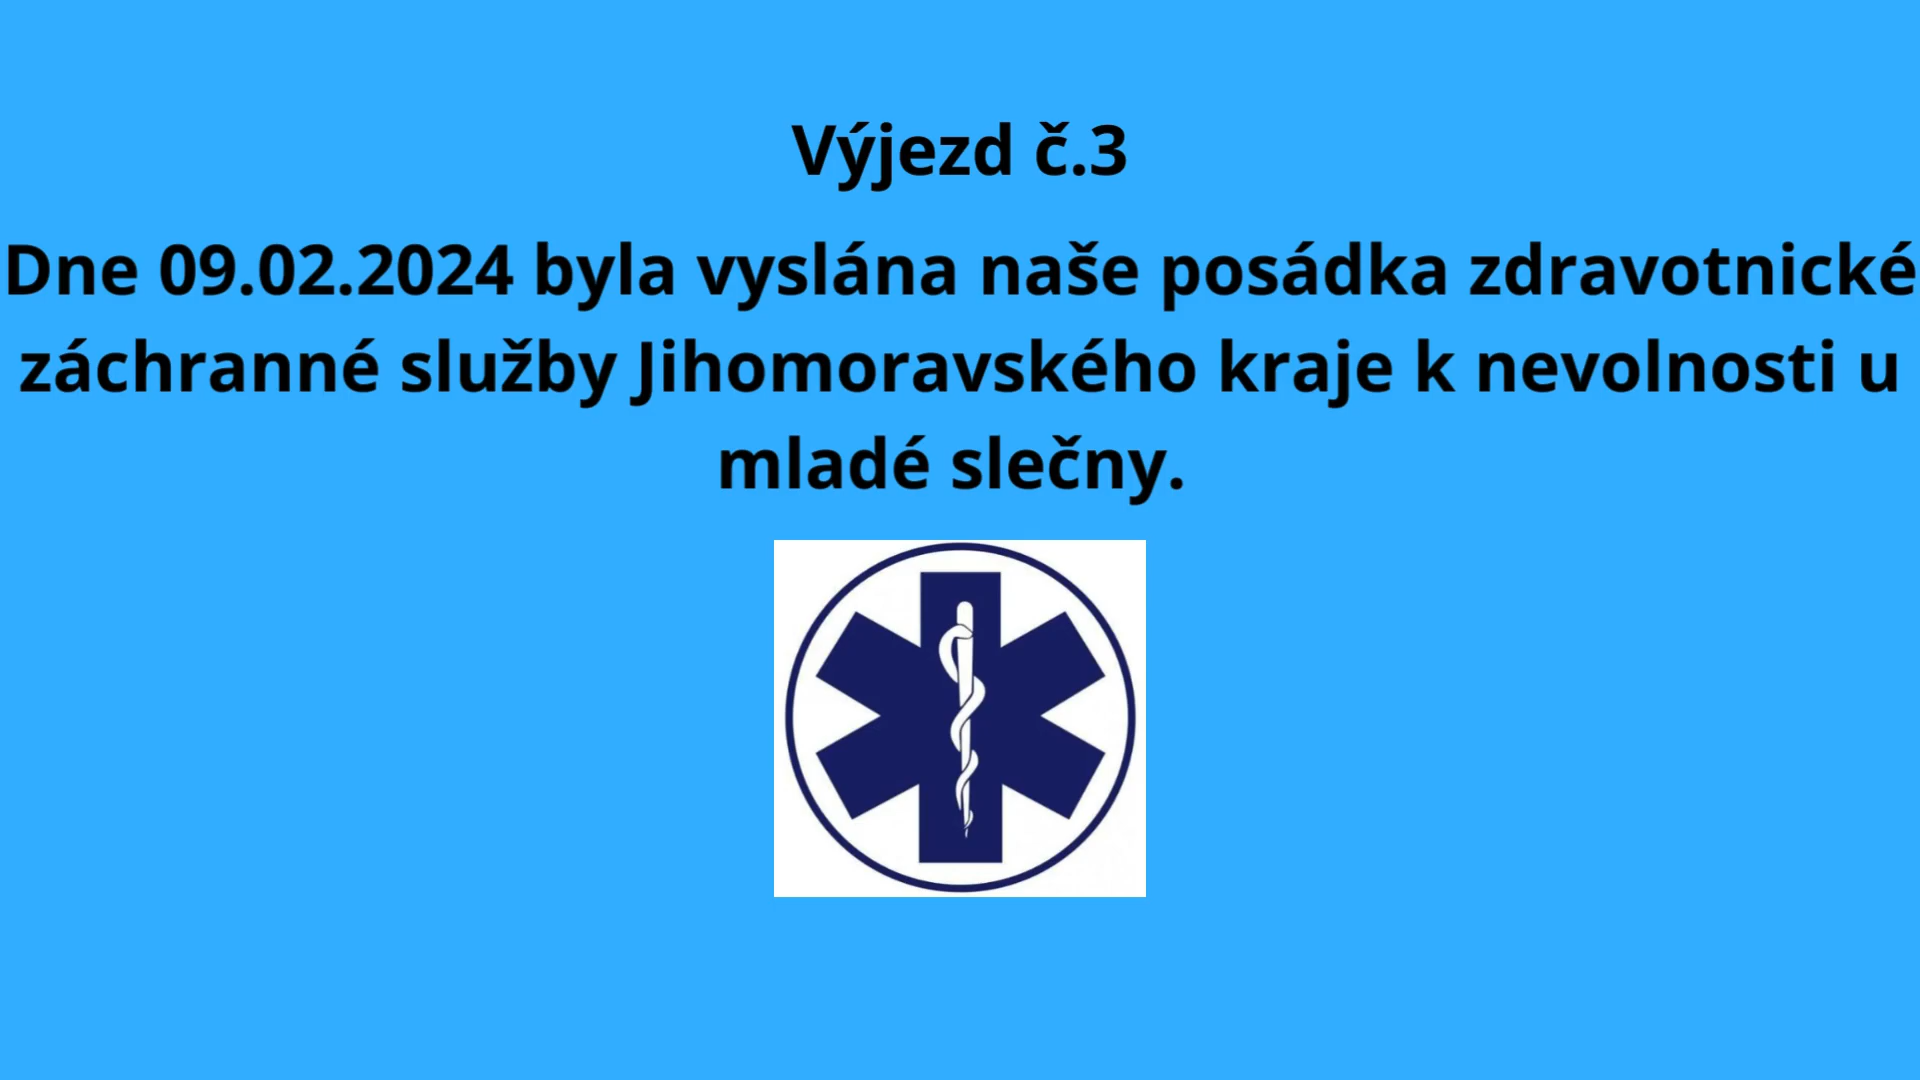 Výjezd č.3
Dne 09.02.2024 byla vyslána naše posádka zdravotnické
záchranné služby Jihomoravského kraje k nevolnosti u
mladé slečny.